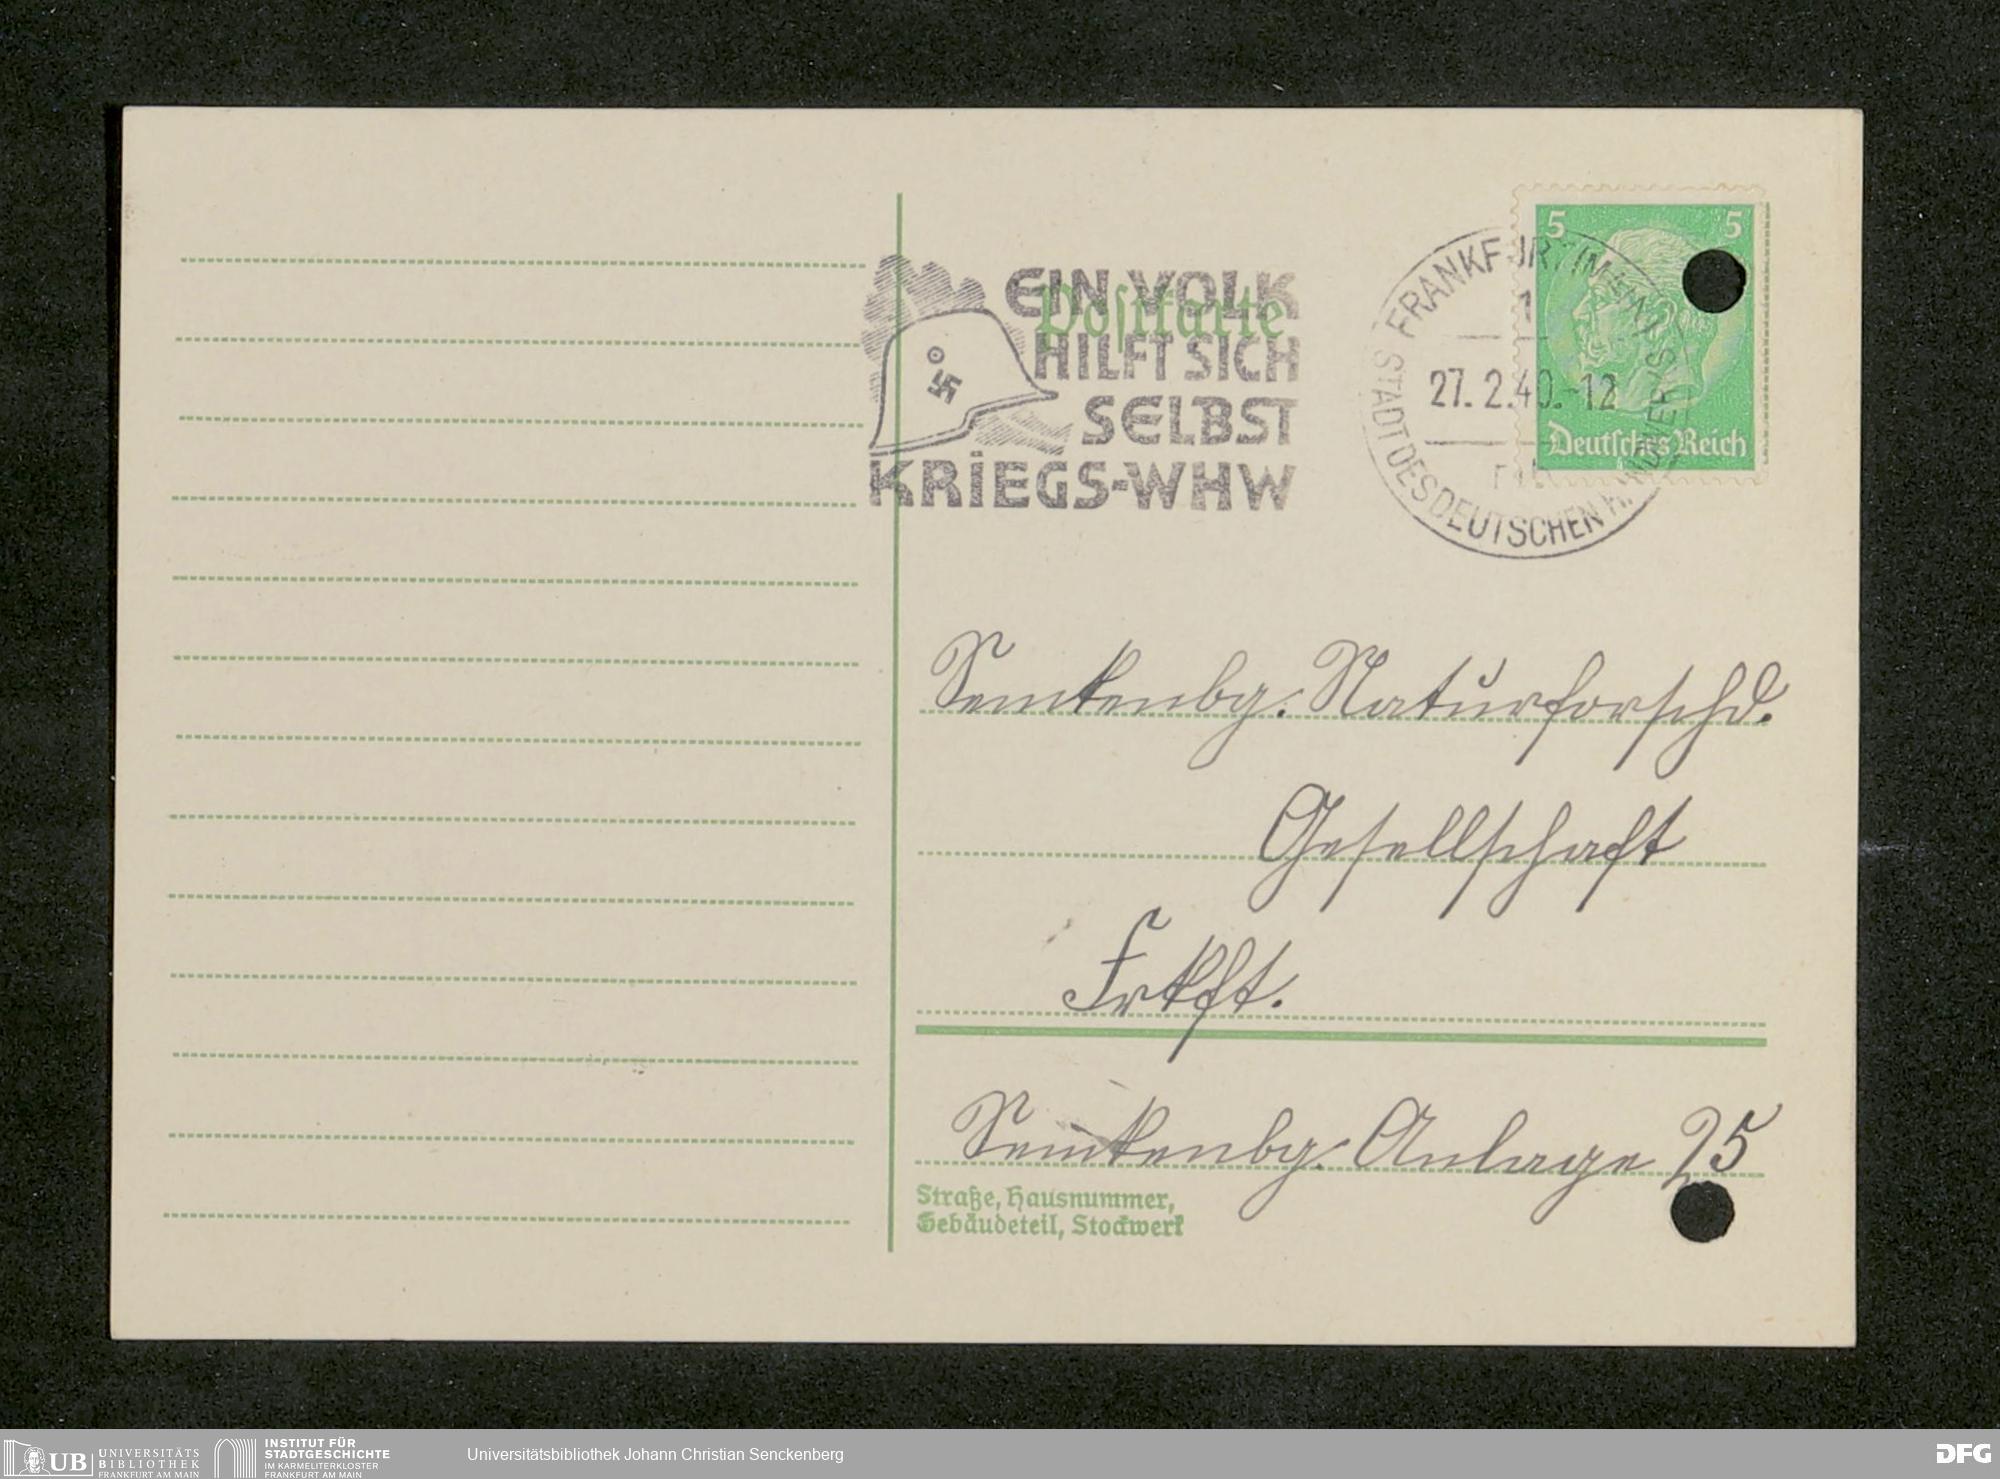 EIN VOLK
HILFT SICH
SELBST
KRIEGS-WHW
Postkarte
FRANKFURT (MAIN)
1
27.2.40.-12
STADT DES DEUTSCHEN HANDWERKS
5 5
Deutsches Reich
Senckenbg. Naturforschd.
Gesellschaft
Frkft.
Senckenbg. Anlage 25
Straße, Hausnummer,
Gebäudeteil, Stockwerk
UB UNIVERSITÄTS
BIBLIOTHEK
FRANKFURT AM MAIN
INSTITUT FÜR
STADTGESCHICHTE
IM KARMELITERKLOSTER
FRANKFURT AM MAIN
Universitätsbibliothek Johann Christian Senckenberg
DFG